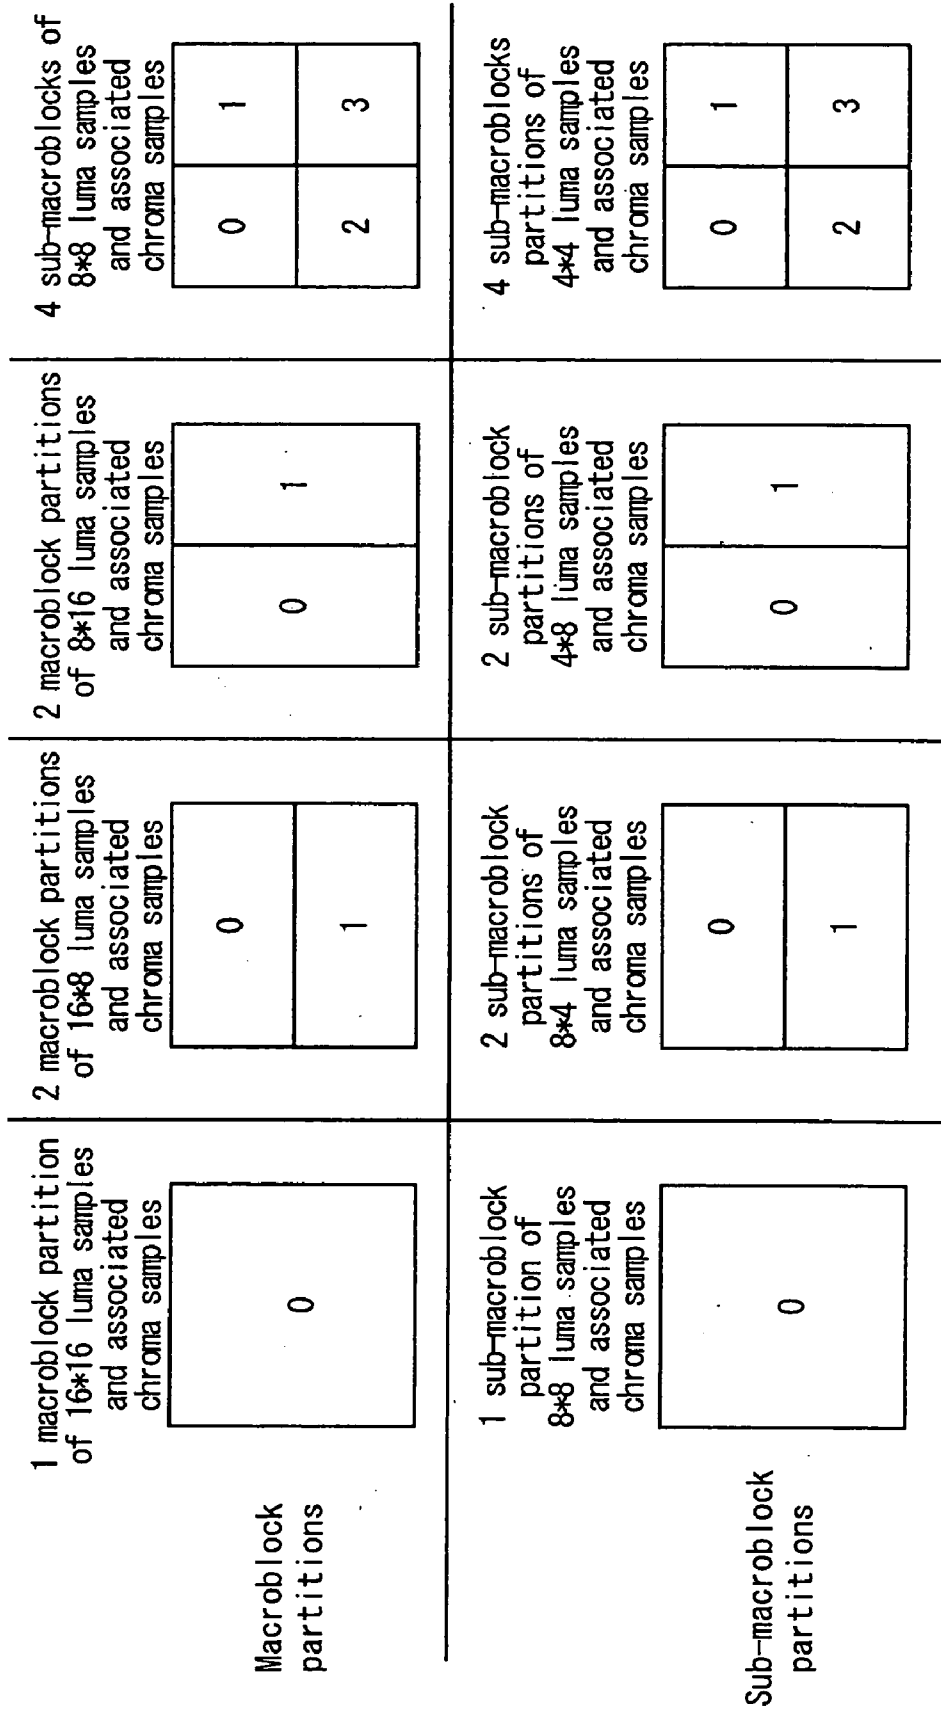 Macroblock
partitions
1 macroblock partition
of 16*16 luma samples
and associated
chroma samples
0
2 macroblock partitions
of 16*8 luma samples
and associated
chroma samples
0
1
2 macroblock partitions
of 8*16 luma samples
and associated
chroma samples
0
1
4 sub-macroblocks of
8*8 luma samples
and associated
chroma samples
0
1
2
3
Sub-macroblock
partitions
1 sub-macroblock
partition of
8*8 luma samples
and associated
chroma samples
0
2 sub-macroblock
partitions of
8*4 luma samples
and associated
chroma samples
0
1
2 sub-macroblock
partitions of
4*8 luma samples
and associated
chroma samples
0
1
4 sub-macroblocks
partitions of
4*4 luma samples
and associated
chroma samples
0
1
2
3